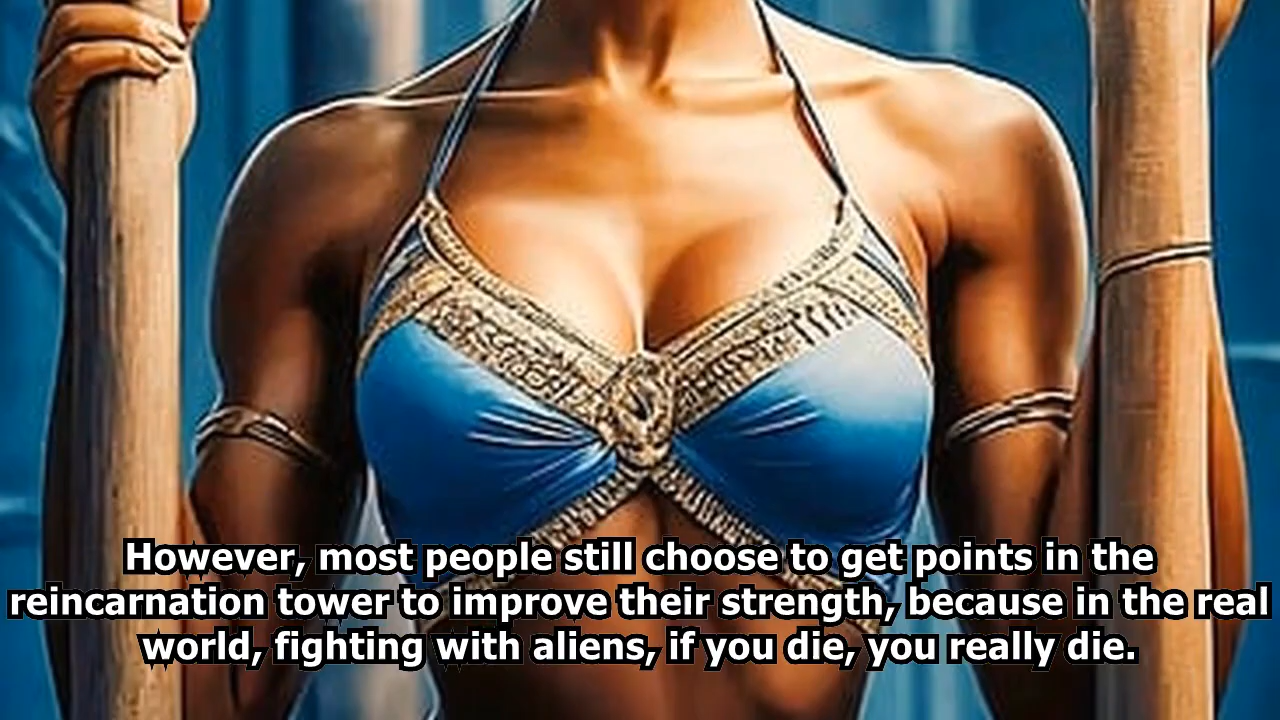 However, most people still choose to get points in the
reincarnation tower to improve their strength, because in the real
world, fighting with aliens, if you die, you really die.